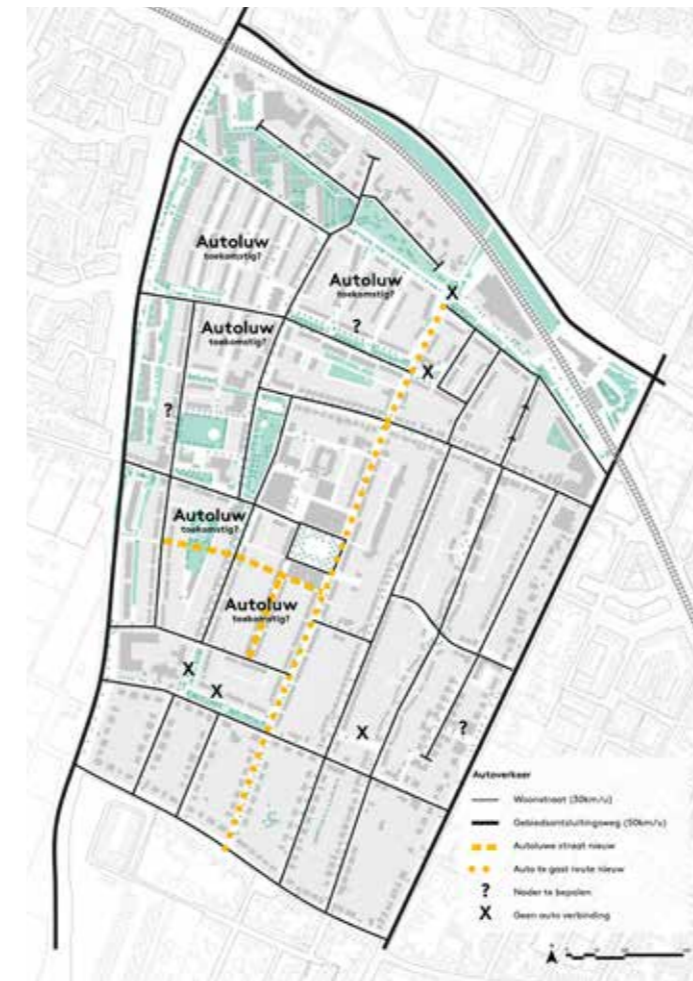 Autoluw
toekomstig?
Autoluw
toekomstig?
X
?
Autoluw
toekomstig?
X
?
Autoluw
toekomstig?
Autoluw
toekomstig?
X
X
X
?
Autoverkeer
Woonstraat (30km/u)
Gebiedsontsluitingsweg (50km/u)
Autoluwe straat nieuw
Auto te gast route nieuw
? Nader te bepalen
X Geen auto verbinding